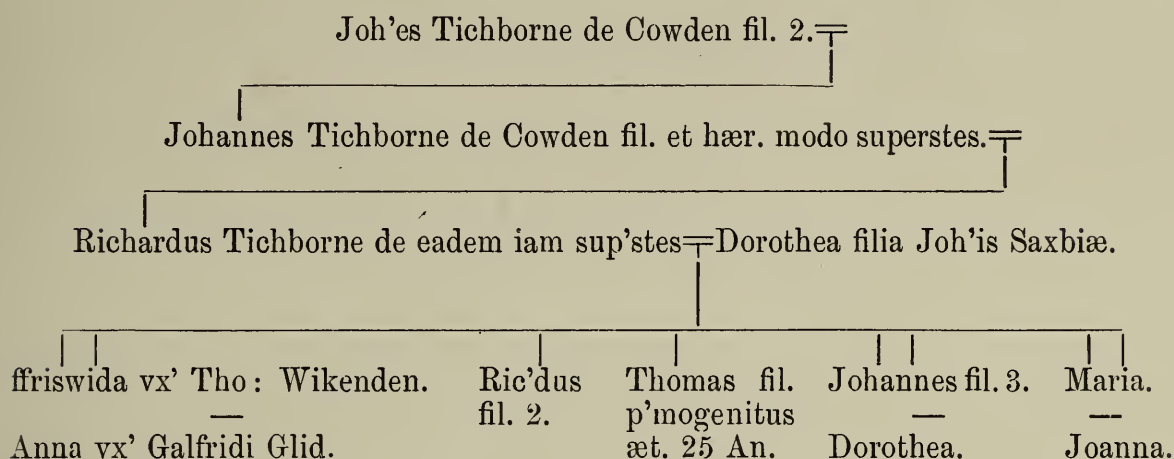 Joh'es Tichborne de Cowden fil. 2.
Johannes Tichborne de Cowden fil. et hær. modo superstes.
Richardus Tichborne de eadem iam sup'stes Dorothea filia Joh'is Saxbiæ.
ffriswida vx' Tho: Wikenden.
—
Anna vx' Galfridi Glid.
Ric'dus
fil. 2.
Thomas fil.
p'mogenitus
æt. 25 An.
Johannes fil. 3.
—
Dorothea.
Maria.
—
Joanna.